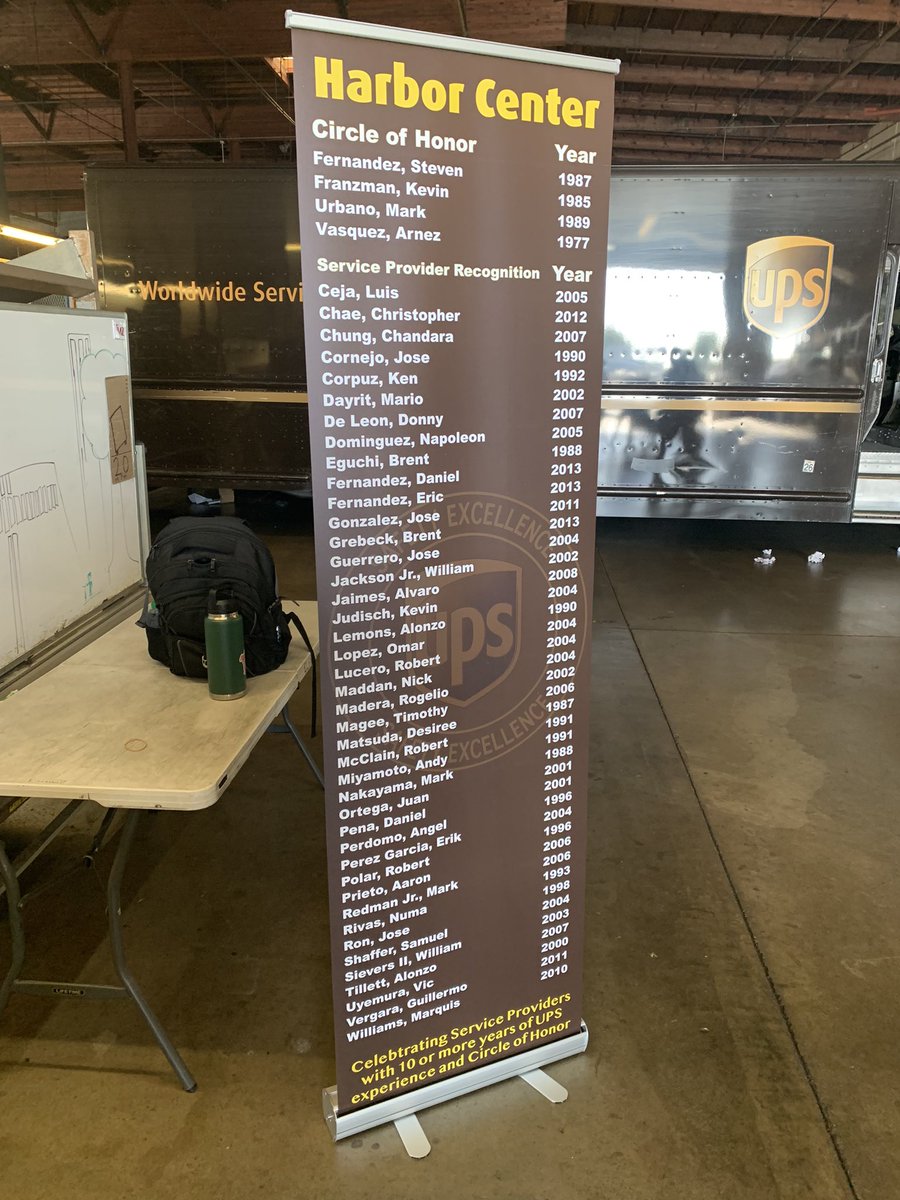 Harbor Center
Circle of Honor Year
Fernandez, Steven 1987
Franzman, Kevin 1985
Urbano, Mark 1989
Vasquez, Arnez 1977
Service Provider Recognition Year
Ceja, Luis 2005
Chae, Christopher 2012
Chung, Chandara 2007
Cornejo, Jose 1990
Corpuz, Ken 1992
Dayrit, Mario 2002
De Leon, Donny 2007
Dominguez, Napoleon 2005
Eguchi, Brent 1988
Fernandez, Daniel 2013
Fernandez, Eric 2013
Gonzalez, Jose 2011
Grebeck, Brent 2013
Guerrero, Jose 2004
Jackson Jr., William 2002
Jaimes, Alvaro 2008
Judisch, Kevin 2004
Lemons, Alonzo 1990
Lopez, Omar 2004
Lucero, Robert 2004
Maddan, Nick 2004
Madera, Rogelio 2002
Magee, Timothy 2006
Matsuda, Desiree 1987
McClain, Robert 1991
Miyamoto, Andy 1991
Nakayama, Mark 1988
Ortega, Juan 2001
Pena, Daniel 2001
Perdomo, Angel 1996
Perez Garcia, Erik 2004
Polar, Robert 1996
Prieto, Aaron 2006
Redman Jr., Mark 2006
Rivas, Numa 1993
Ron, Jose 1998
Shaffer, Samuel 2004
Sievers II, William 2003
Tillett, Alonzo 2007
Uyemura, Vic 2000
Vergara, Guillermo 2011
Williams, Marquis 2010
Celebtrating Service Providers
with 10 or more years of UPS
experience and Circle of Honor
EXCELLENCE
ups
EXCELLENCE
Worldwide Servi
ups
LIFETIME